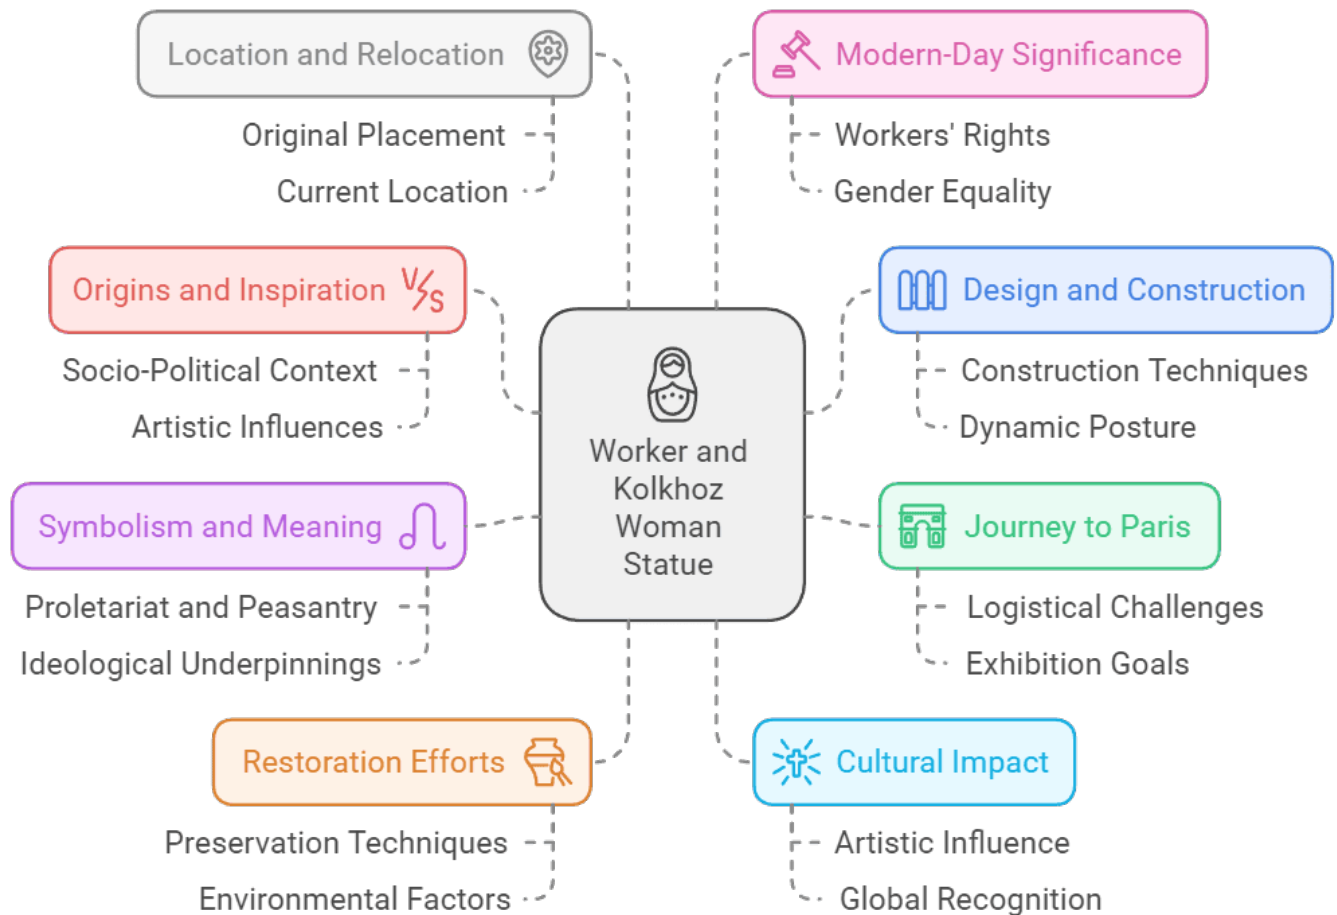 Location and Relocation
Original Placement
Current Location
Modern-Day Significance
Workers' Rights
Gender Equality
Origins and Inspiration
Socio-Political Context
Artistic Influences
Design and Construction
Construction Techniques
Dynamic Posture
Worker and
Kolkhoz
Woman
Statue
Symbolism and Meaning
Proletariat and Peasantry
Ideological Underpinnings
Journey to Paris
Logistical Challenges
Exhibition Goals
Restoration Efforts
Preservation Techniques
Environmental Factors
Cultural Impact
Artistic Influence
Global Recognition